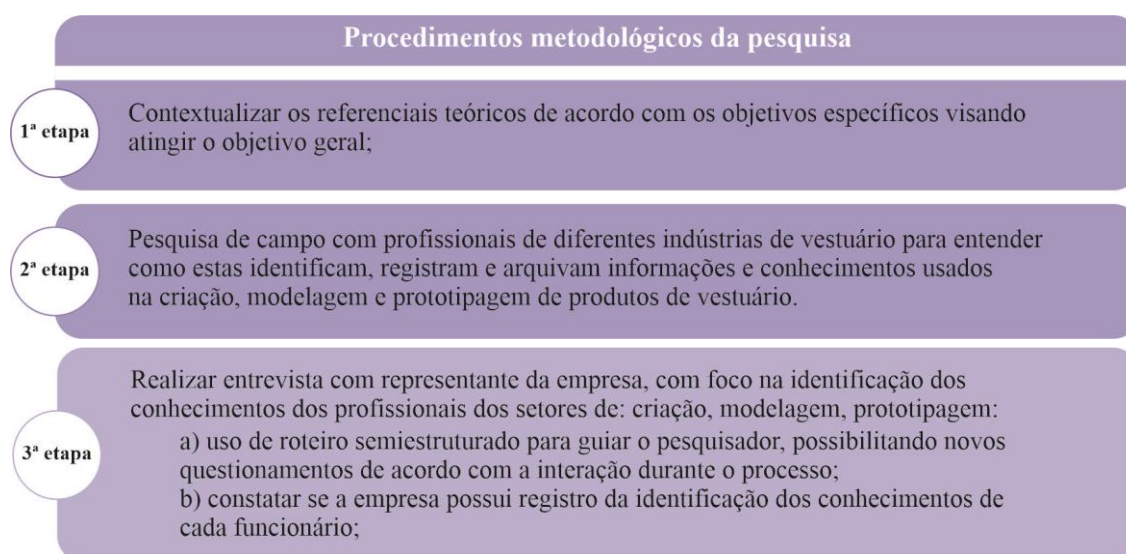 Procedimentos metodológicos da pesquisa
1ª etapa
Contextualizar os referenciais teóricos de acordo com os objetivos específicos visando
atingir o objetivo geral;
2ª etapa
Pesquisa de campo com profissionais de diferentes indústrias de vestuário para entender
como estas identificam, registram e arquivam informações e conhecimentos usados
na criação, modelagem e prototipagem de produtos de vestuário.
3ª etapa
Realizar entrevista com representante da empresa, com foco na identificação dos
conhecimentos dos profissionais dos setores de: criação, modelagem, prototipagem:
a) uso de roteiro semiestruturado para guiar o pesquisador, possibilitando novos
questionamentos de acordo com a interação durante o processo;
b) constatar se a empresa possui registro da identificação dos conhecimentos de
cada funcionário;